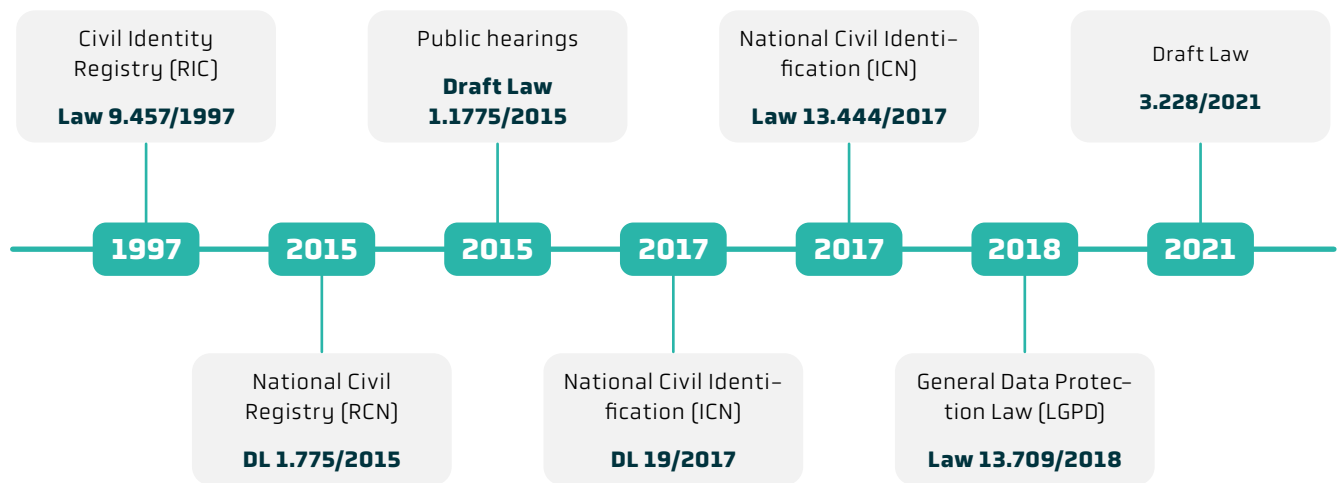 Civil Identity
Registry (RIC)
Law 9.457/1997
Public hearings
Draft Law
1.1775/2015
National Civil Identi-
fication (ICN)
Law 13.444/2017
Draft Law
3.228/2021
1997
2015
2015
2017
2017
2018
2021
National Civil
Registry (RCN)
DL 1.775/2015
National Civil Identi-
fication (ICN)
DL 19/2017
General Data Protec-
tion Law (LGPD)
Law 13.709/2018